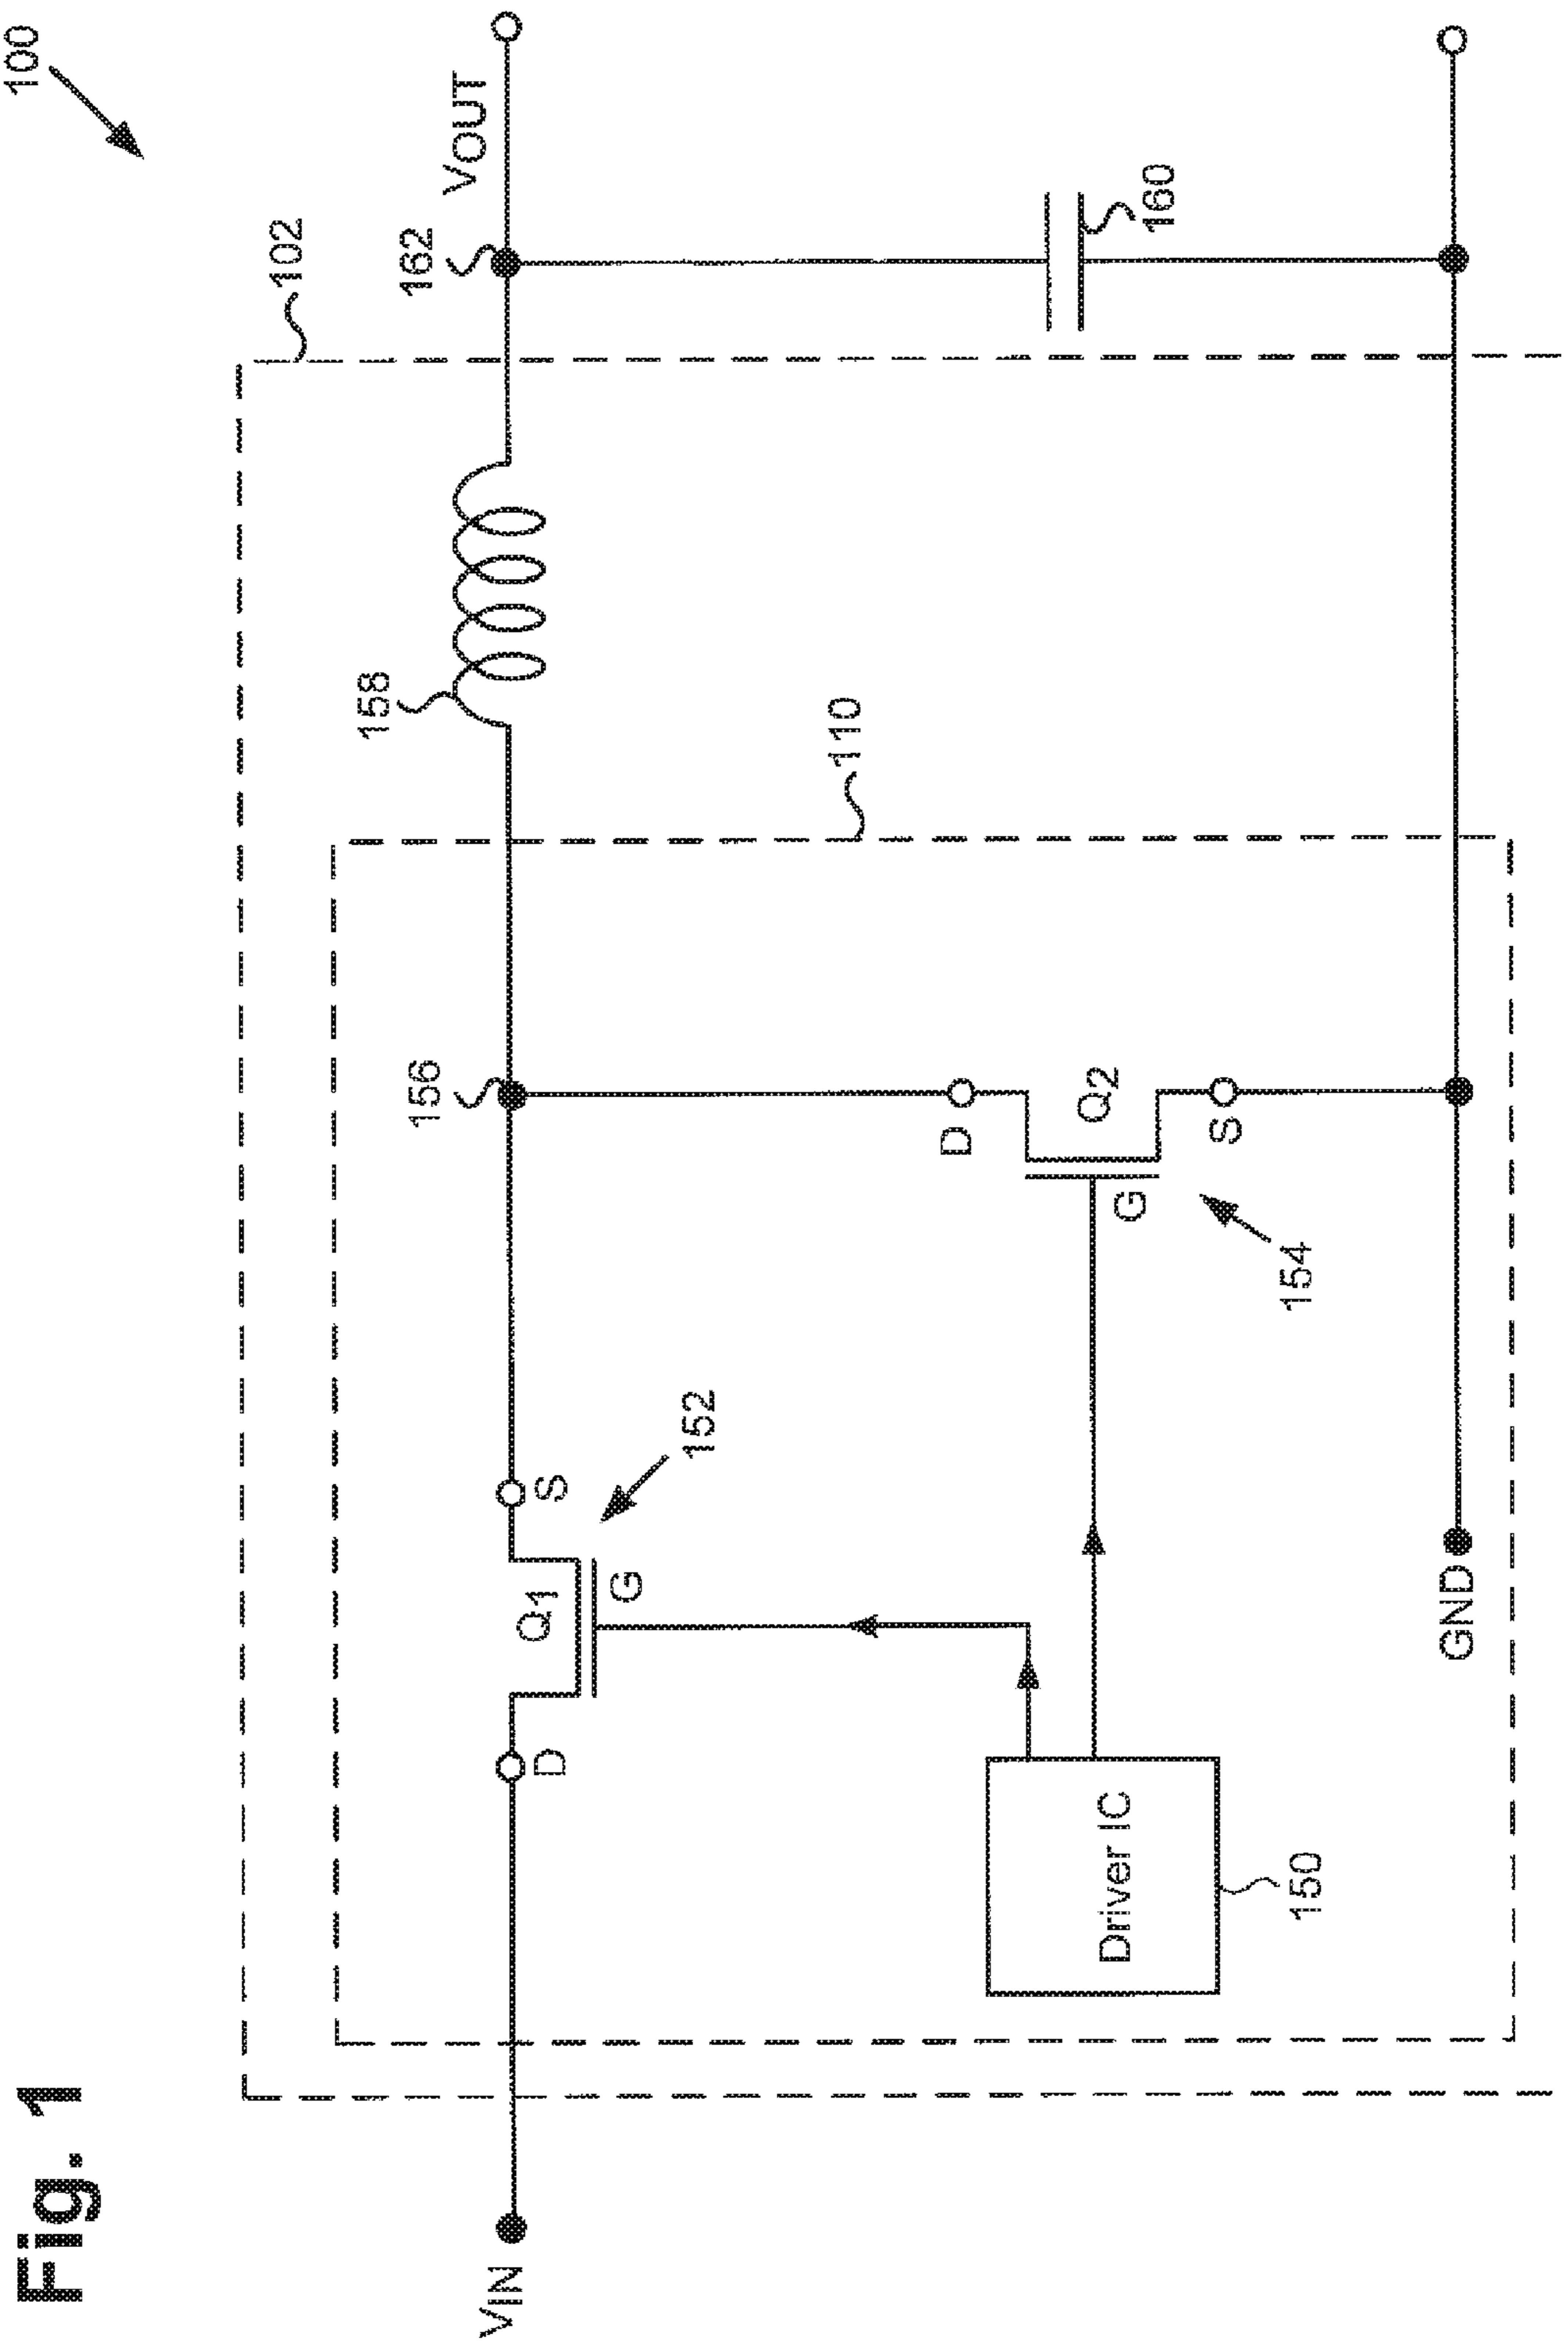 Fig. 1
100
102
110
VIN
D
Q1
S
G
152
156
158
162
VOUT
D
Q2
G
S
154
160
Driver IC
150
GND